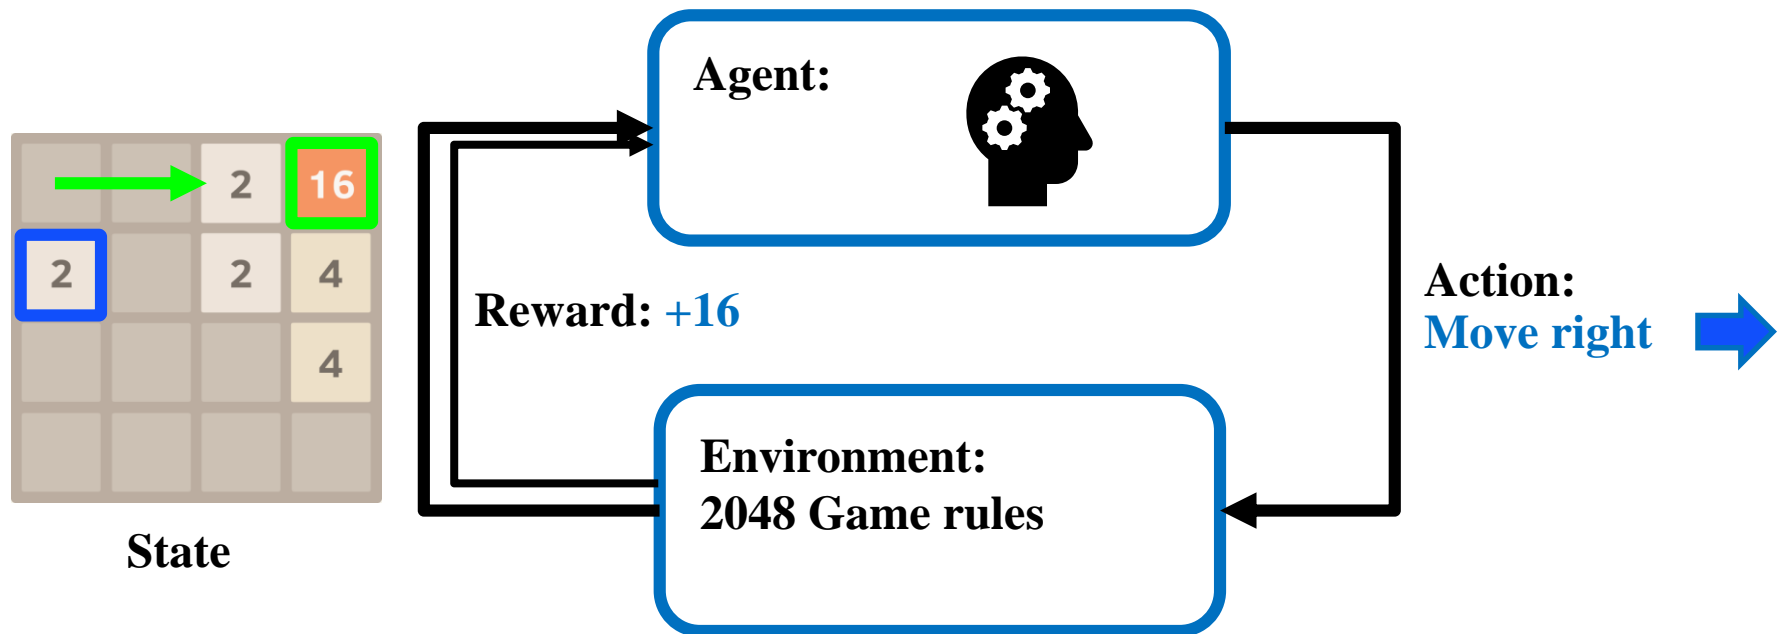 2 16
2 2 4
4
State
Agent:
Reward: +16
Environment:
2048 Game rules
Action:
Move right